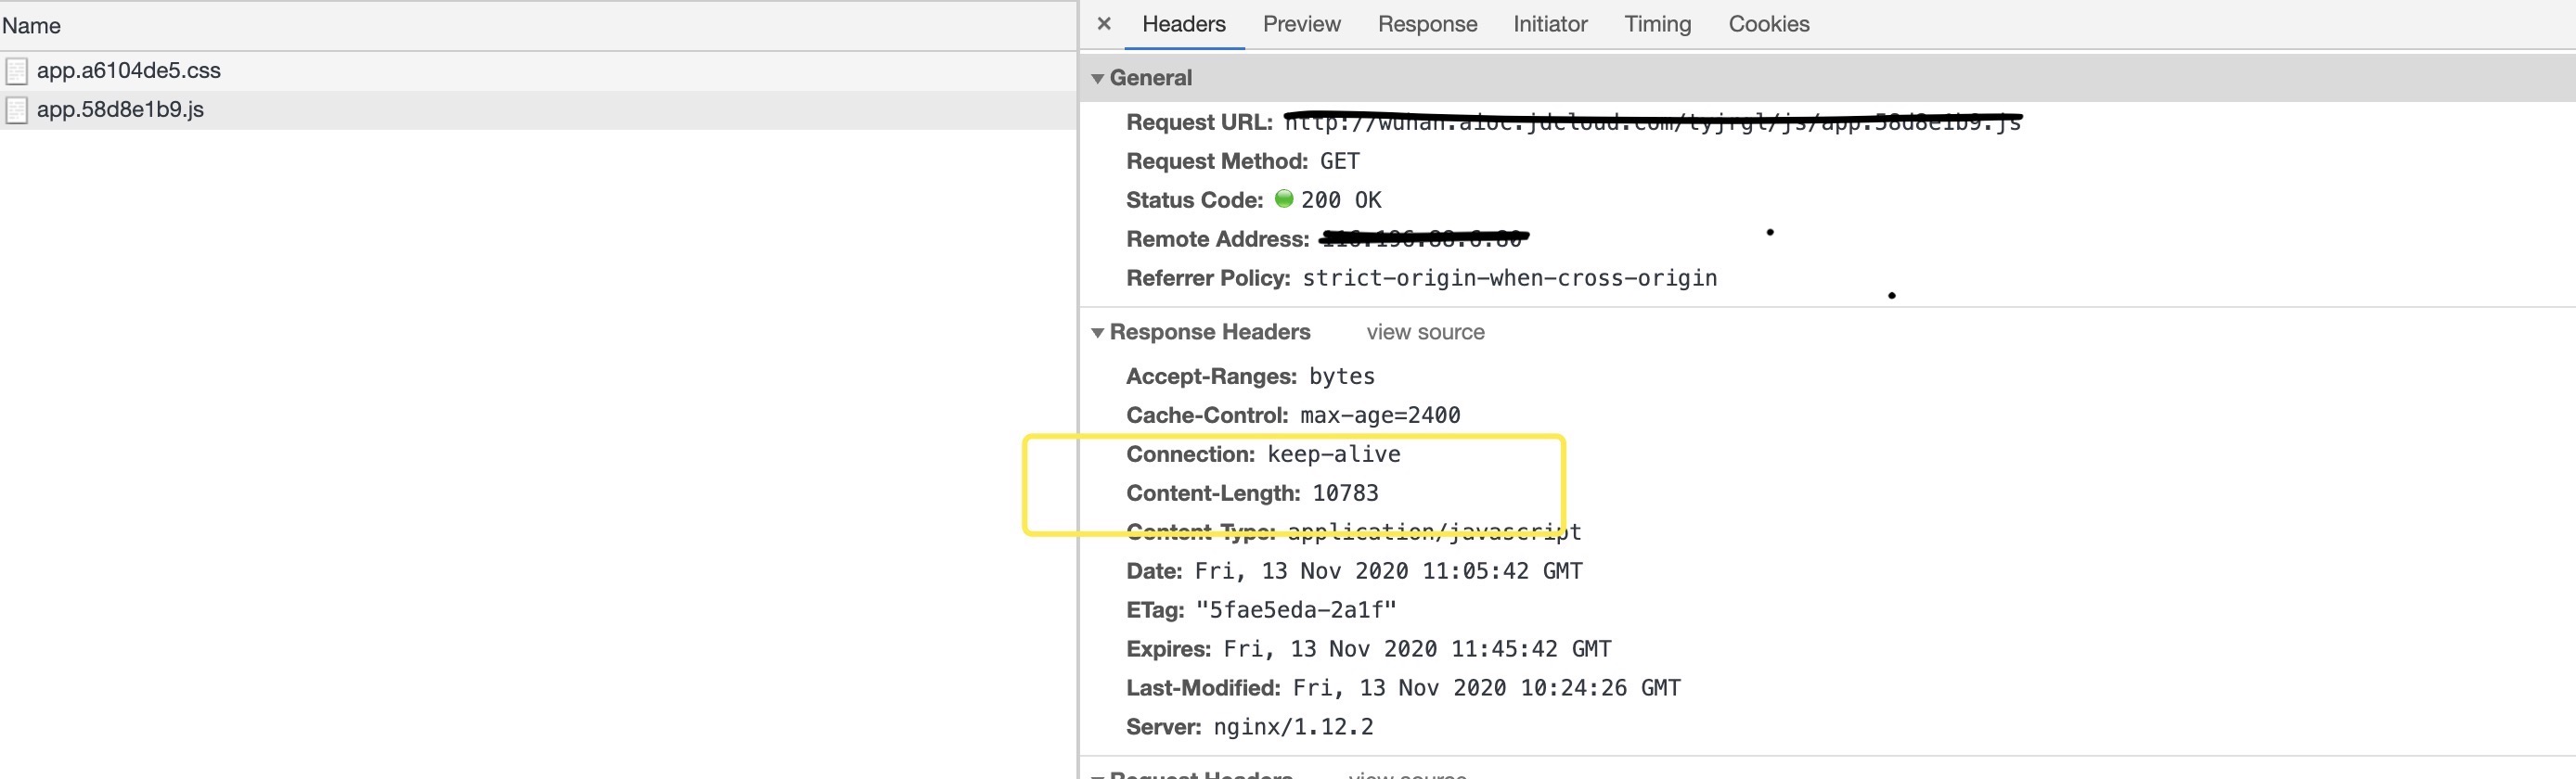 Name
app.a6104de5.css
app.58d8e1b9.js
× Headers Preview Response Initiator Timing Cookies
General
Request URL:
Request Method: GET
Status Code: 200 OK
Remote Address:
Referrer Policy: strict-origin-when-cross-origin
Response Headers view source
Accept-Ranges: bytes
Cache-Control: max-age=2400
Connection: keep-alive
Content-Length: 10783
Content-Type: application/javascript
Date: Fri, 13 Nov 2020 11:05:42 GMT
ETag: "5fae5eda-2a1f"
Expires: Fri, 13 Nov 2020 11:45:42 GMT
Last-Modified: Fri, 13 Nov 2020 10:24:26 GMT
Server: nginx/1.12.2
Request Headers view source